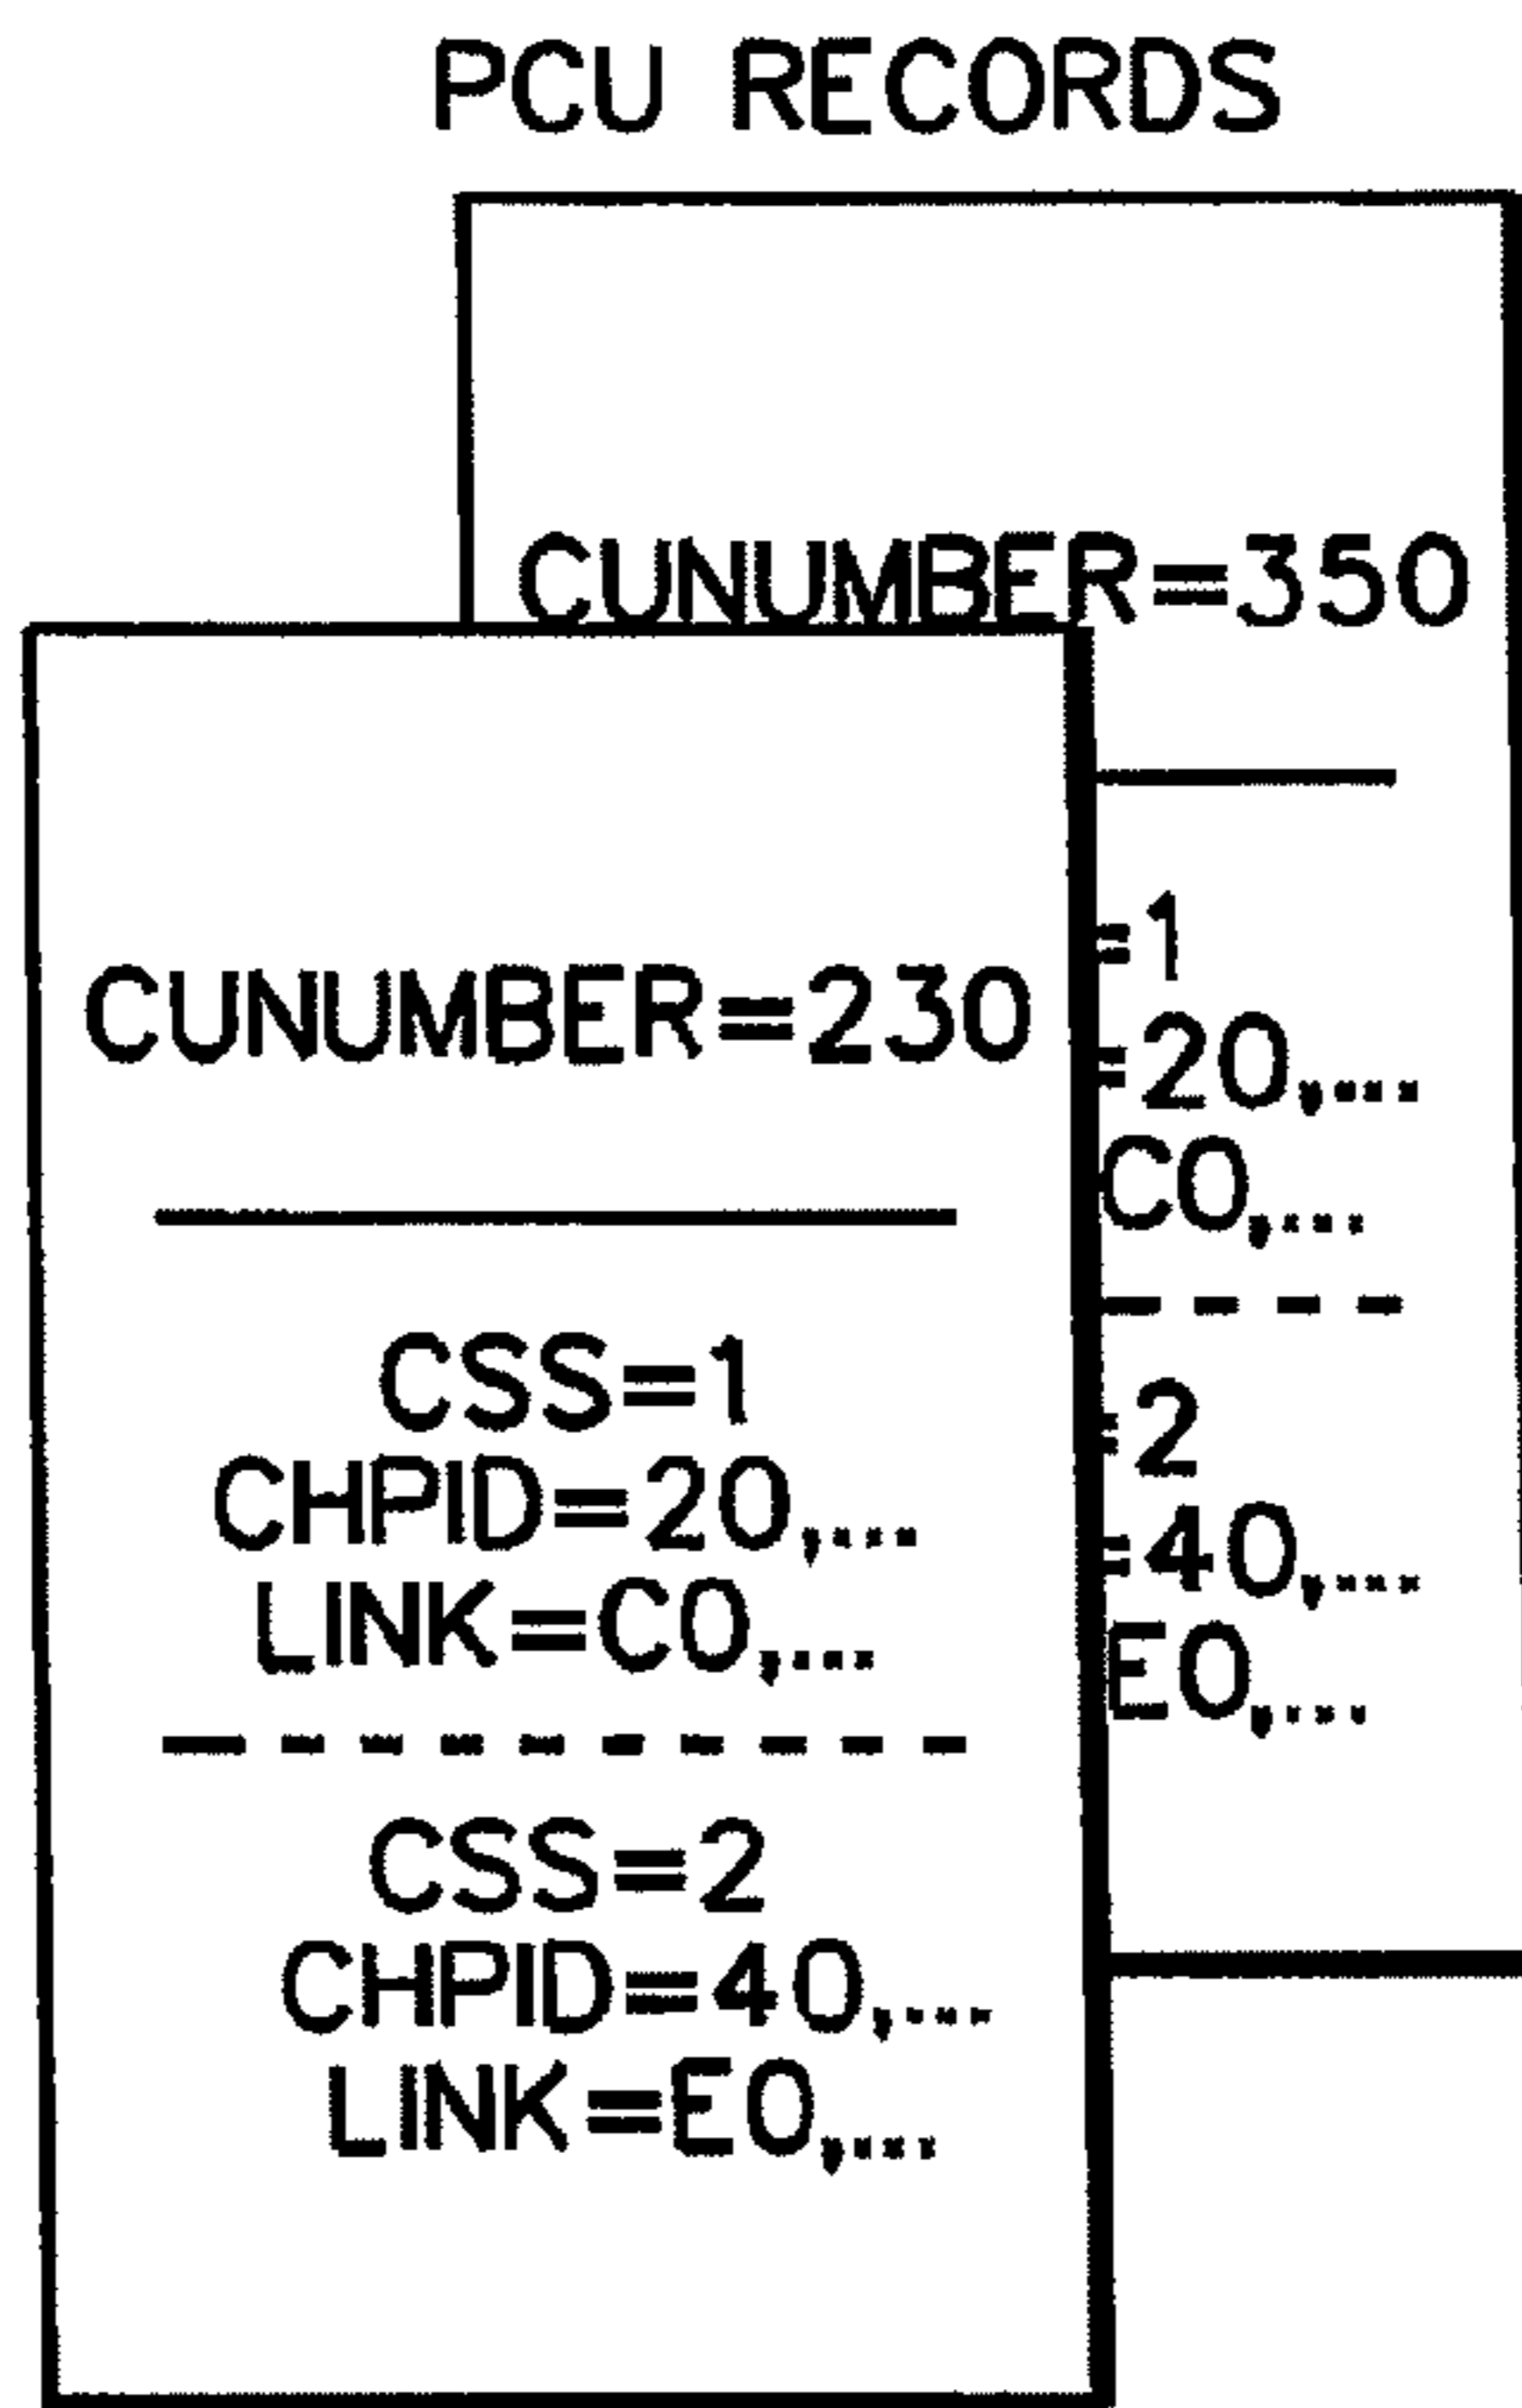 PCU RECORDS
CUNUMBER=350
=1
=20,...
C0,...
=2
=40,...
E0,...
CUNUMBER=230
CSS=1
CHPID=20,...
LINK=C0,...
CSS=2
CHPID=40,...
LINK=E0,...